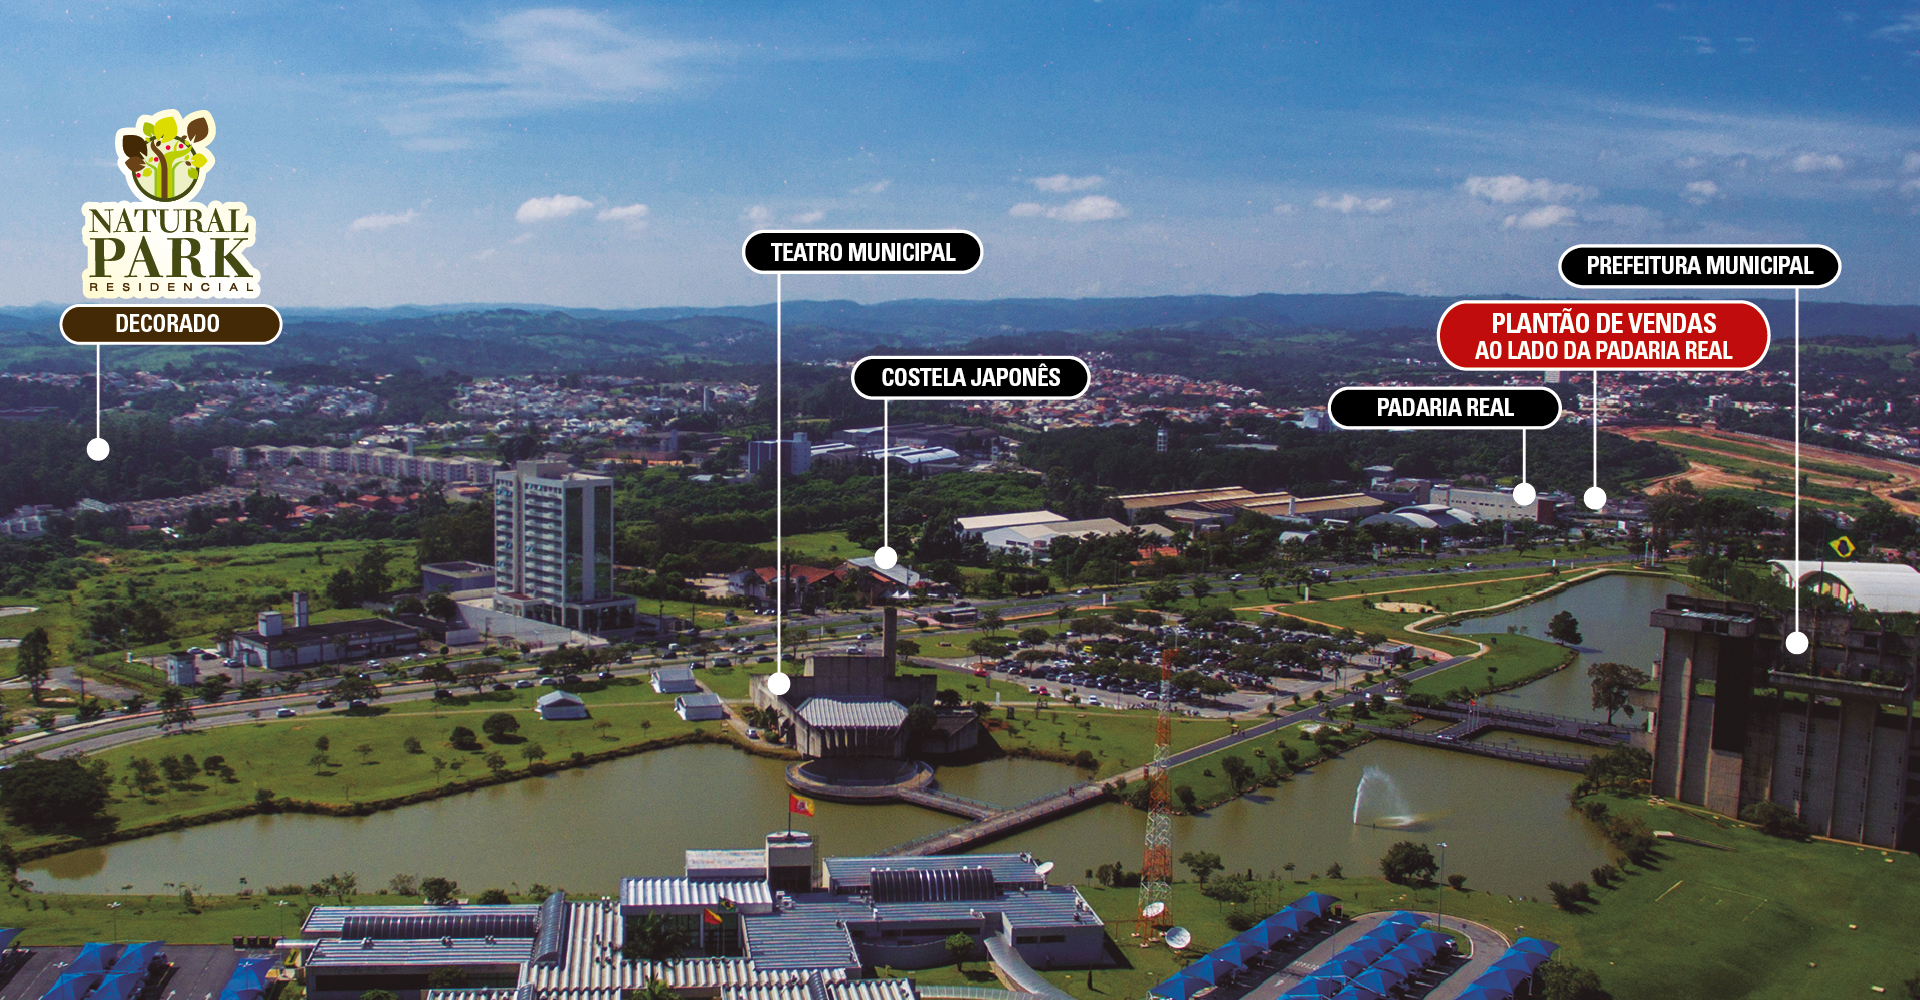 NATURAL
PARK
RESIDENCIAL
DECORADO
TEATRO MUNICIPAL
COSTELA JAPONÊS
PREFEITURA MUNICIPAL
PLANTÃO DE VENDAS
AO LADO DA PADARIA REAL
PADARIA REAL